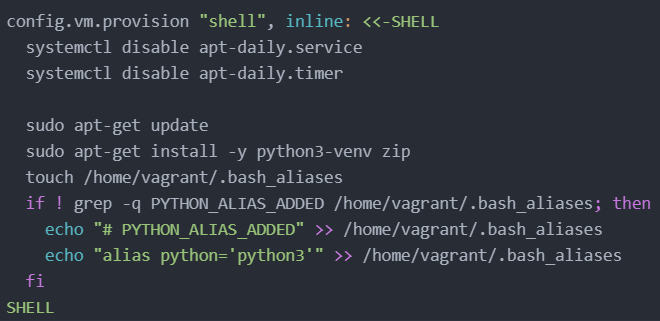 config.vm.provision "shell", inline: <<-SHELL
  systemctl disable apt-daily.service
  systemctl disable apt-daily.timer

  sudo apt-get update
  sudo apt-get install -y python3-venv zip
  touch /home/vagrant/.bash_aliases
  if ! grep -q PYTHON_ALIAS_ADDED /home/vagrant/.bash_aliases; then
    echo "# PYTHON_ALIAS_ADDED" >> /home/vagrant/.bash_aliases
    echo "alias python='python3'" >> /home/vagrant/.bash_aliases
  fi
SHELL